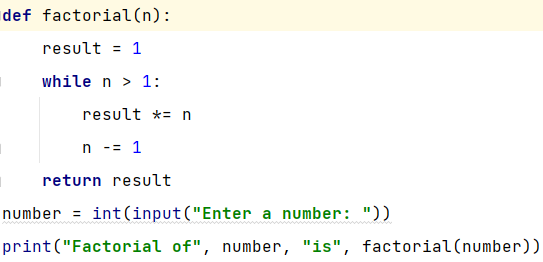 def factorial(n):
    result = 1
    while n > 1:
        result *= n
        n -= 1
    return result
number = int(input("Enter a number: "))
print("Factorial of", number, "is", factorial(number))